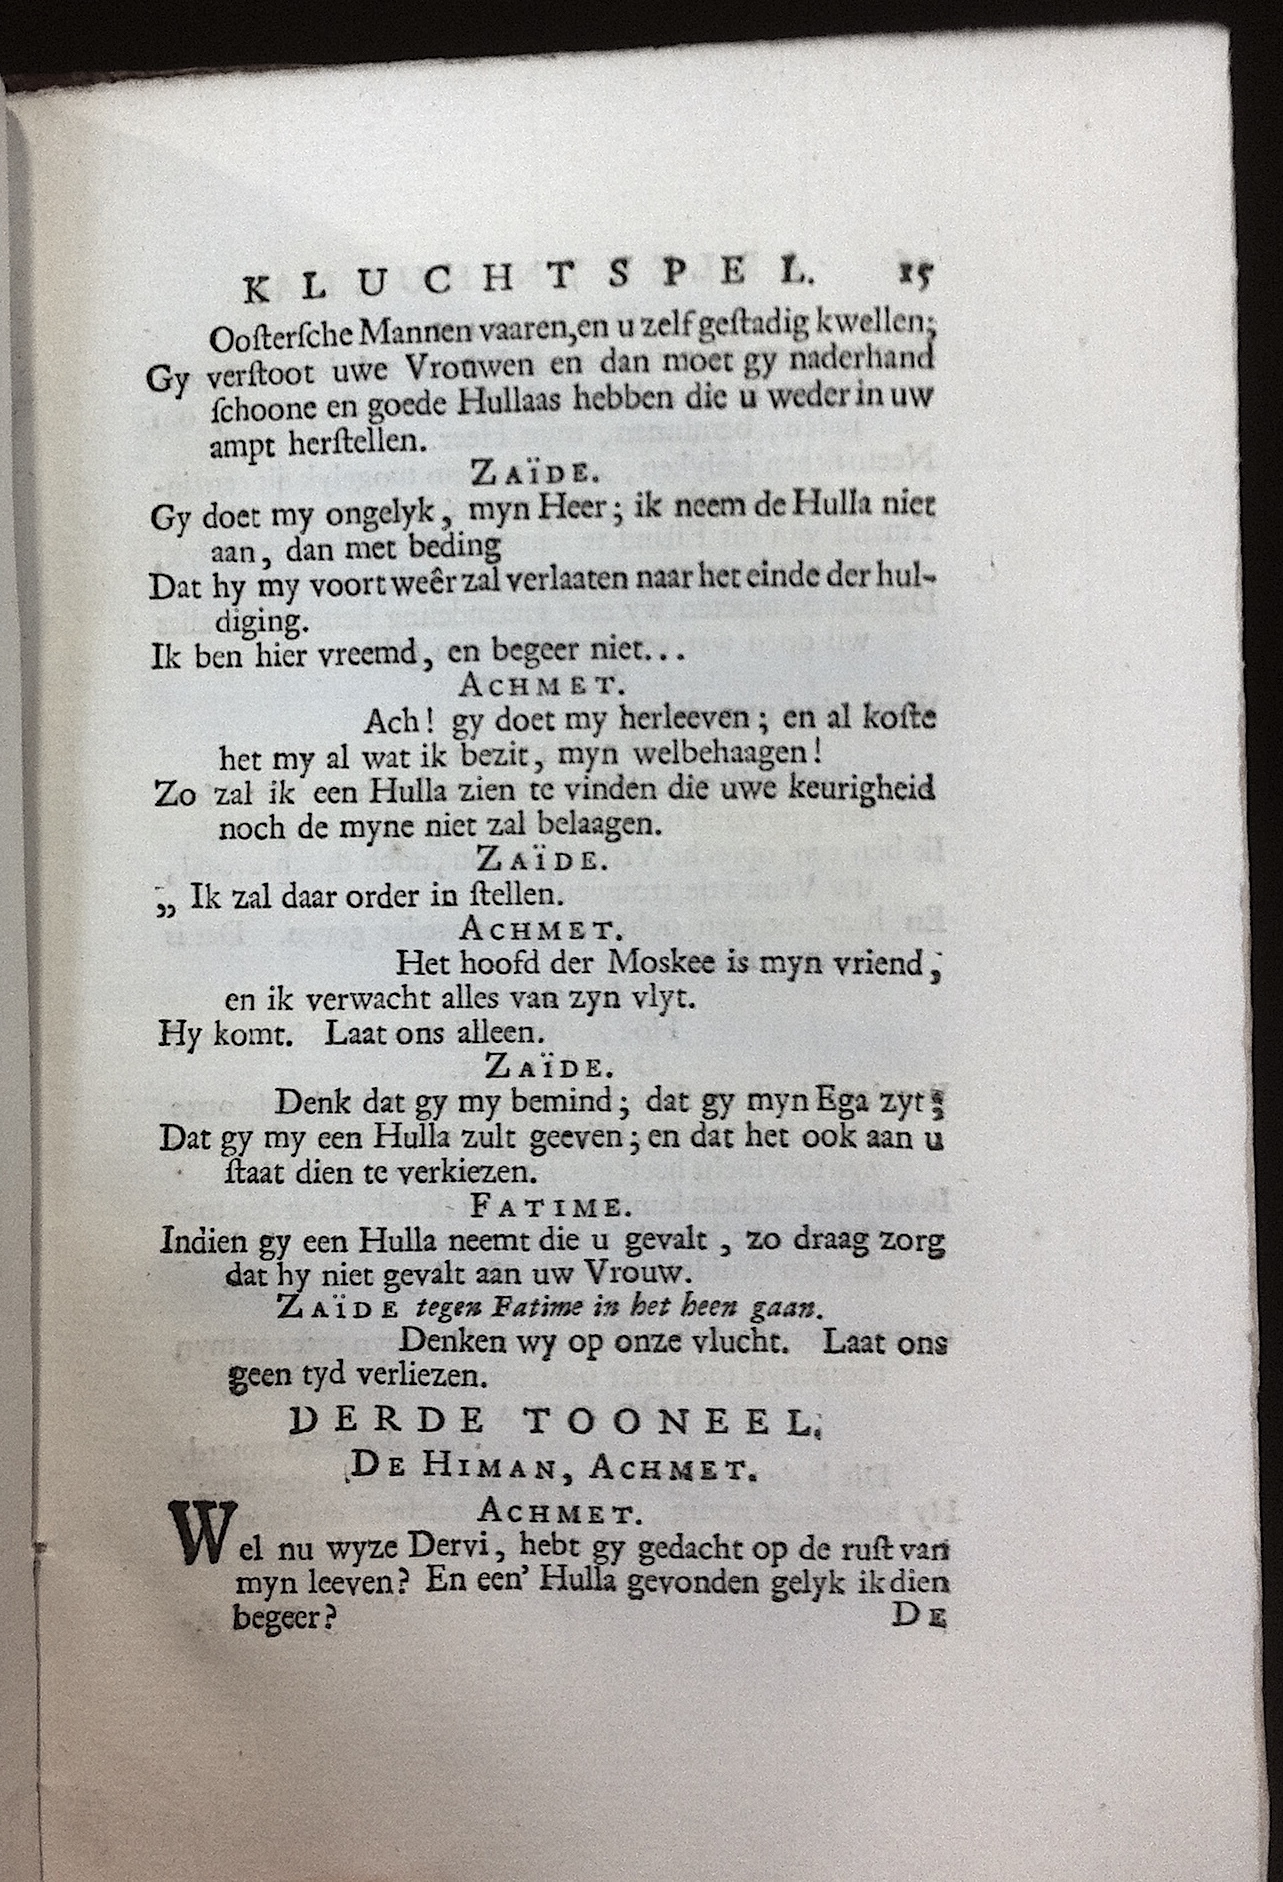 KLUCHTSPEL. 15
Ooſterſche Mannen vaaren, en u zelf geſtadig kwellen;
Gy verſtoot uwe Vrouwen en dan moet gy naderhand
ſchoone en goede Hullaas hebben die u weder in uw
ampt herſtellen.
ZAÏDE.
Gy doet my ongelyk, myn Heer; ik neem de Hulla niet
aan, dan met beding
Dat hy my voort weêr zal verlaaten naar het einde der hul-
diging.
Ik ben hier vreemd, en begeer niet...
ACHMET.
Ach! gy doet my herleeven; en al koſte
het my al wat ik bezit, myn welbehaagen!
Zo zal ik een Hulla zien te vinden die uwe keurigheid
noch de myne niet zal belaagen.
ZAÏDE.
„ Ik zal daar order in ſtellen.
ACHMET.
Het hoofd der Moskee is myn vriend;
en ik verwacht alles van zyn vlyt.
Hy komt. Laat ons alleen.
ZAÏDE.
Denk dat gy my bemind; dat gy myn Ega zyt;
Dat gy my een Hulla zult geeven; en dat het ook aan u
ſtaat dien te verkiezen.
FATIME.
Indien gy een Hulla neemt die u gevalt, zo draag zorg
dat hy niet gevalt aan uw Vrouw.
ZAÏDE tegen Fatime in het heen gaan.
Denken wy op onze vlucht. Laat ons
geen tyd verliezen.
DERDE TOONEEL.
DE HIMAN, ACHMET.
ACHMET.
Wel nu wyze Dervi, hebt gy gedacht op de ruſt van
myn leeven? En een' Hulla gevonden gelyk ik dien
begeer? DE